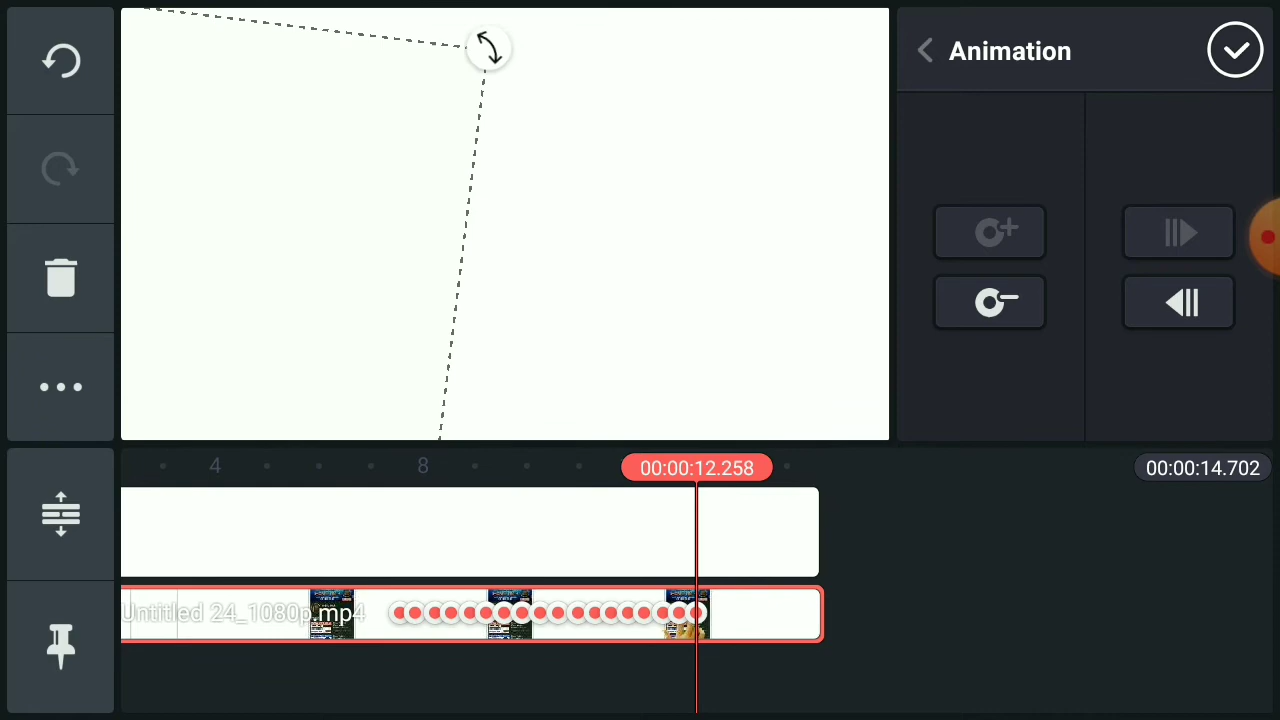 Animation
4
8
00:00:12.258
00:00:14.702
Untitled 24_1080p.mp4